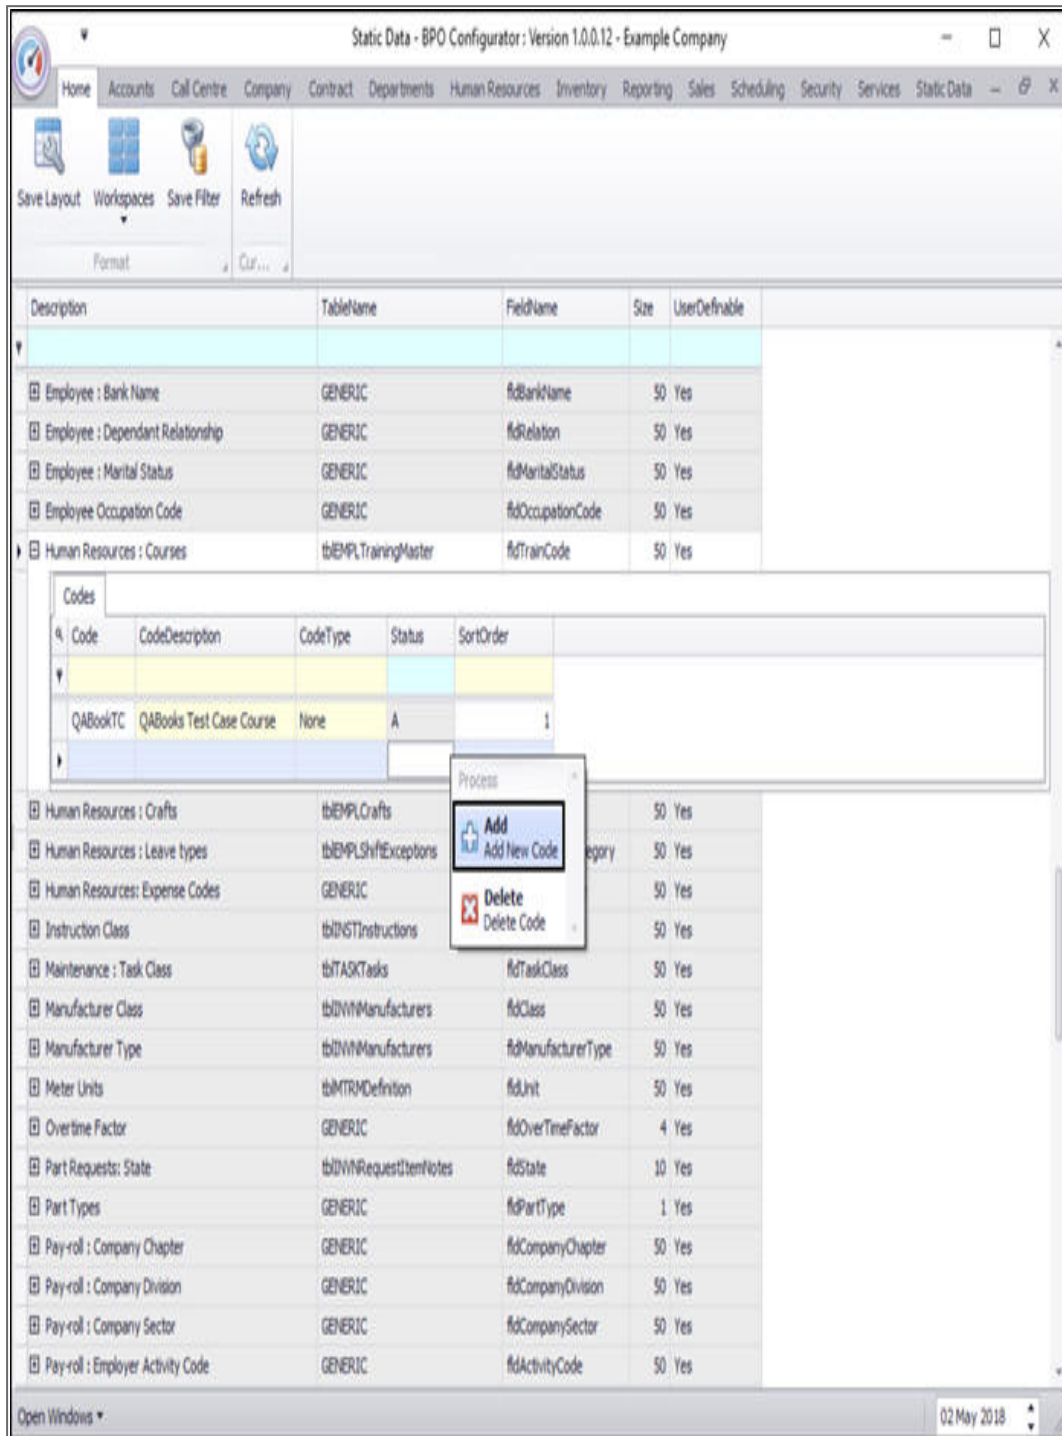 Static Data - BPO Configurator : Version 1.0.0.12 - Example Company
Home Accounts Call Centre Company Contract Departments Human Resources Inventory Reporting Sales Scheduling Security Services Static Data
Save Layout Workspaces Save Filter Refresh
Format Cur...
Description TableName FieldName Size UserDefinable
Employee : Bank Name GENERIC fldBankName 50 Yes
Employee : Dependant Relationship GENERIC fldRelation 50 Yes
Employee : Marital Status GENERIC fldMaritalStatus 50 Yes
Employee Occupation Code GENERIC fldOccupationCode 50 Yes
Human Resources : Courses tblEMPLTrainingMaster fldTrainCode 50 Yes
Codes
Code CodeDescription CodeType Status SortOrder
QABookTC QABooks Test Case Course None A 1
Process
Human Resources : Crafts tblEMPLCrafts 50 Yes
Add
Add New Code
Human Resources : Leave types tblEMPLShiftExceptions egory 50 Yes
Human Resources: Expense Codes GENERIC 50 Yes
Delete
Delete Code
Instruction Class tblINSTInstructions 50 Yes
Maintenance : Task Class tblTASKTasks fldTaskClass 50 Yes
Manufacturer Class tblINVNManufacturers fldClass 50 Yes
Manufacturer Type tblINVNManufacturers fldManufacturerType 50 Yes
Meter Units tblMTRMDefinition fldUnit 50 Yes
Overtime Factor GENERIC fldOverTimeFactor 4 Yes
Part Requests: State tblINVNRequestItemNotes fldState 10 Yes
Part Types GENERIC fldPartType 1 Yes
Pay-roll : Company Chapter GENERIC fldCompanyChapter 50 Yes
Pay-roll : Company Division GENERIC fldCompanyDivision 50 Yes
Pay-roll : Company Sector GENERIC fldCompanySector 50 Yes
Pay-roll : Employer Activity Code GENERIC fldActivityCode 50 Yes
Open Windows 02 May 2018